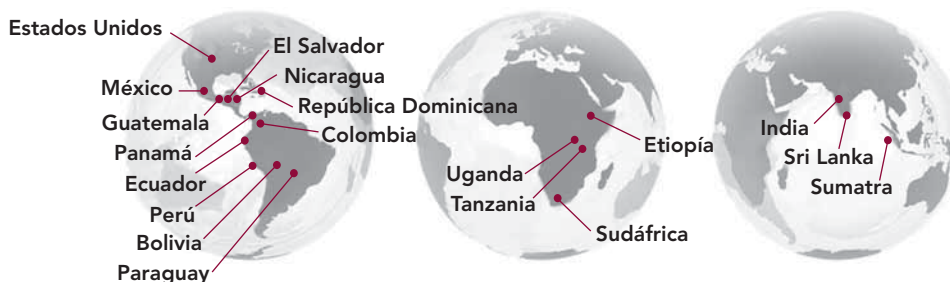 Estados Unidos
El Salvador
Nicaragua
México
República Dominicana
Guatemala
Colombia
Panamá
Ecuador
Perú
Bolivia
Paraguay
Etiopía
Uganda
Tanzania
Sudáfrica
India
Sri Lanka
Sumatra